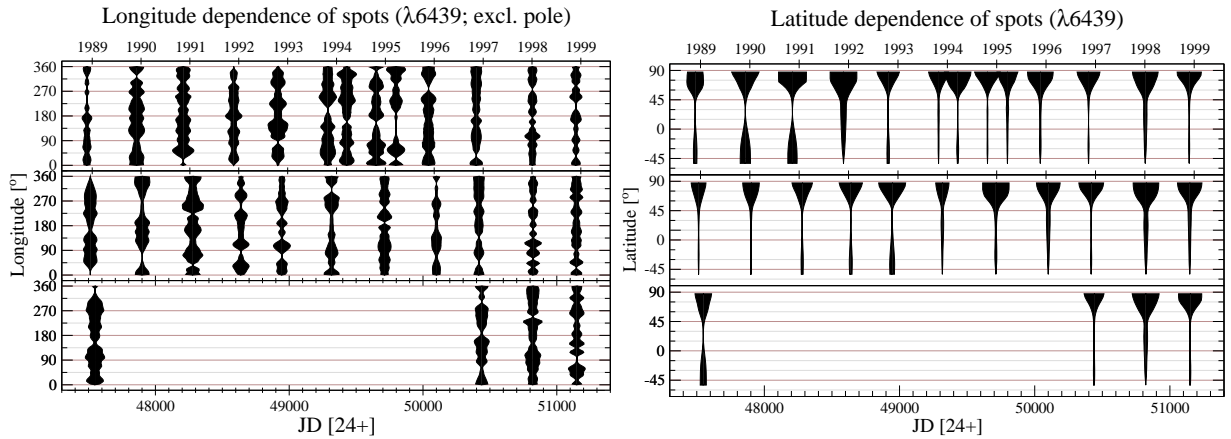 Longitude dependence of spots (λ6439; excl. pole)
1989 1990 1991 1992 1993 1994 1995 1996 1997 1998 1999
360
270
180
90
0
360
270
180
90
0
360
270
180
90
0
Longitude [º]
48000 49000 50000 51000
JD [24+]
Latitude dependence of spots (λ6439)
1989 1990 1991 1992 1993 1994 1995 1996 1997 1998 1999
90
45
0
-45
90
45
0
-45
90
45
0
-45
Latitude [º]
48000 49000 50000 51000
JD [24+]